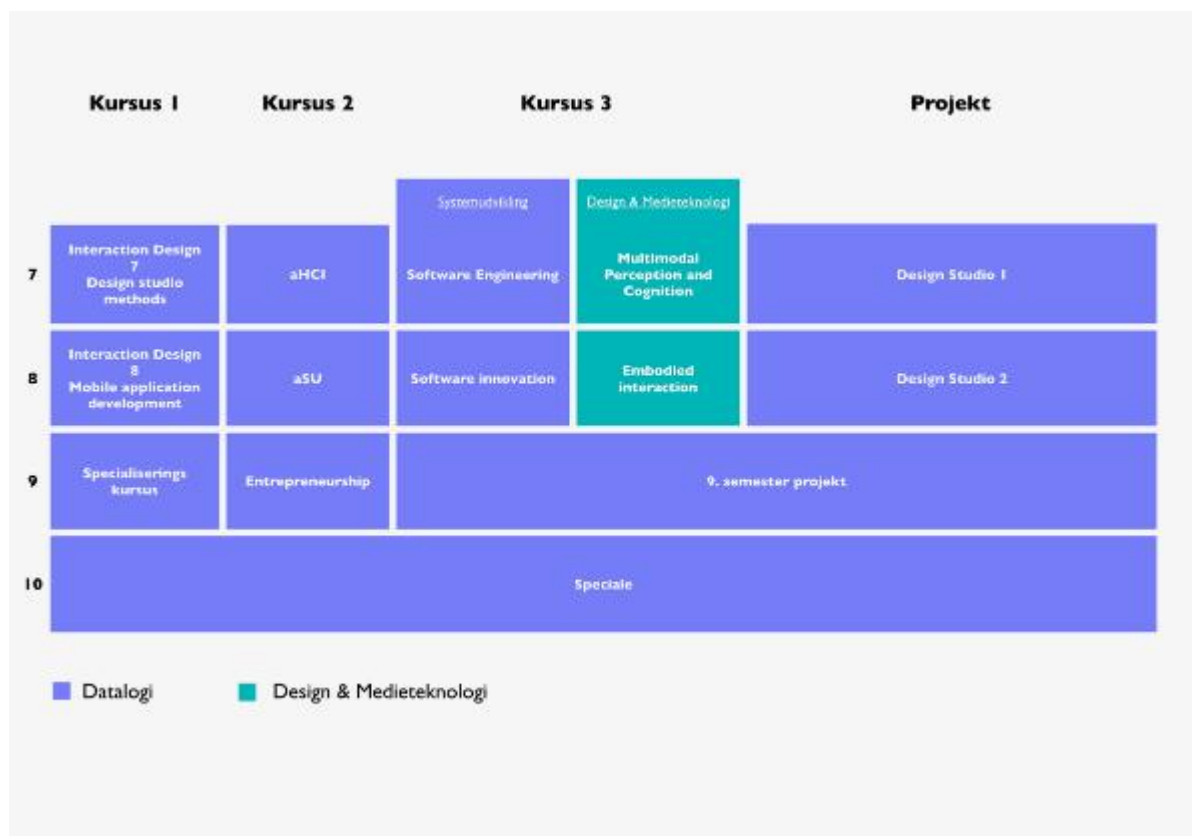 Kursus 1
Kursus 2
Kursus 3
Projekt
Systemudvikling
Design & Medieteknologi
7
Interaction Design
7
Design studio
methods
aHCI
Software Engineering
Multimodal
Perception and
Cognition
Design Studio 1
8
Interaction Design
8
Mobile application
development
aSU
Software innovation
Embodied
interaction
Design Studio 2
9
Specialiserings
kursus
Entrepreneurship
9. semester projekt
10
Speciale
Datalogi
Design & Medieteknologi